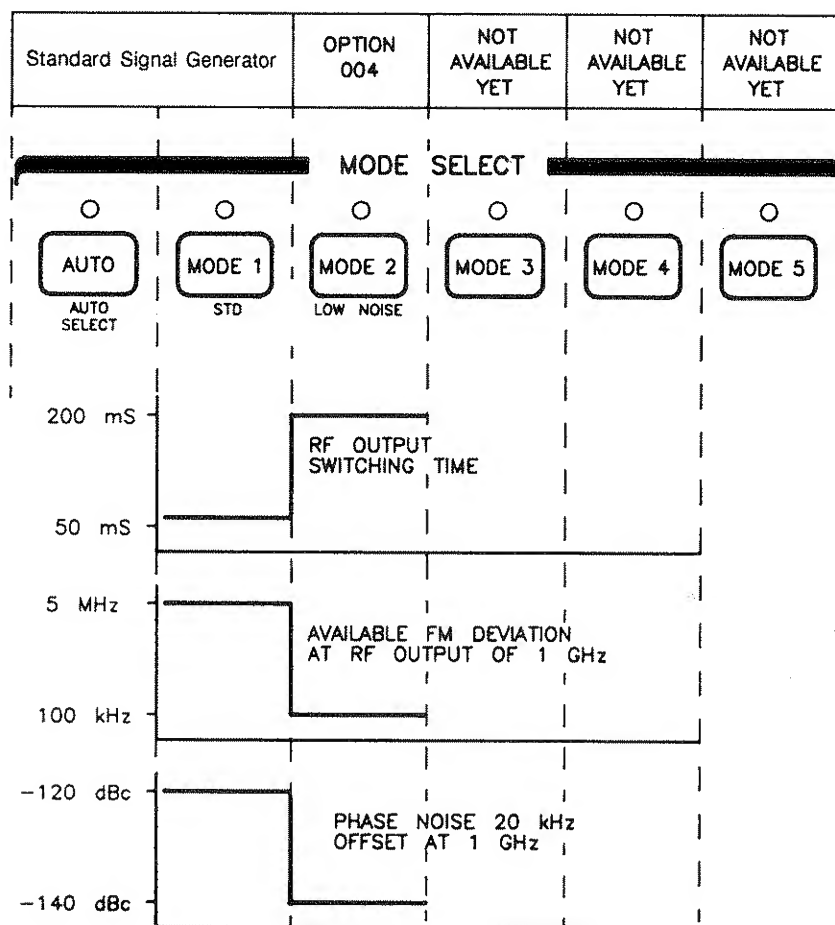 Standard Signal Generator
OPTION
004
NOT
AVAILABLE
YET
NOT
AVAILABLE
YET
NOT
AVAILABLE
YET
MODE SELECT
AUTO
MODE 1
MODE 2
MODE 3
MODE 4
MODE 5
AUTO
SELECT
STD
LOW NOISE
200 mS
RF OUTPUT
SWITCHING TIME
50 mS
5 MHz
AVAILABLE FM DEVIATION
AT RF OUTPUT OF 1 GHz
100 kHz
-120 dBc
PHASE NOISE 20 kHz
OFFSET AT 1 GHz
-140 dBc